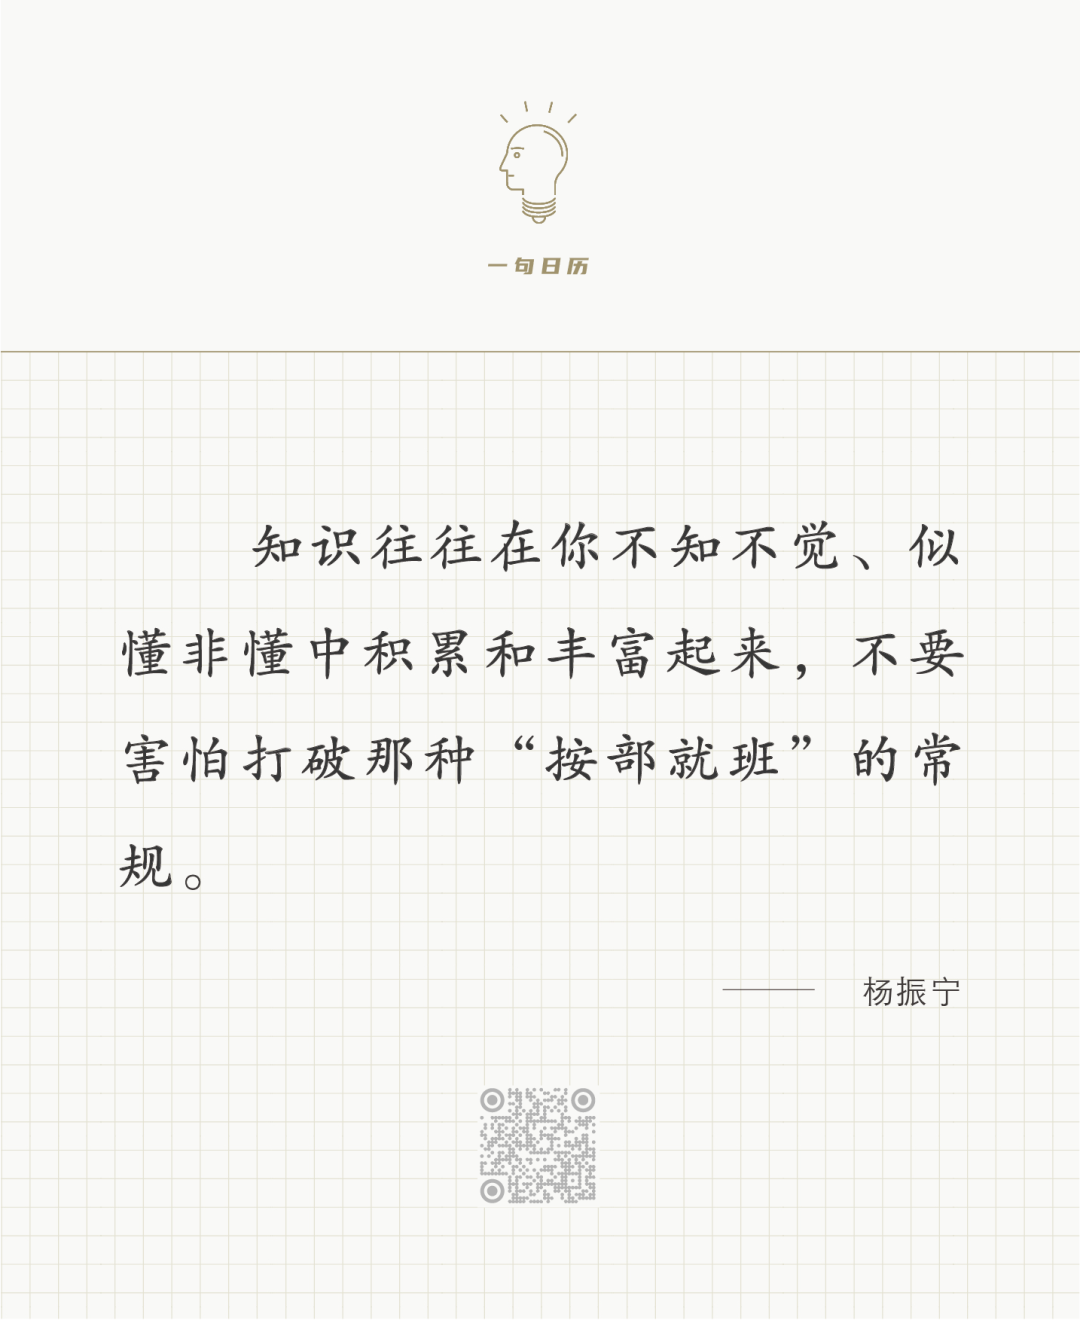 一句日历
知识往往在你不知不觉、似
懂非懂中积累和丰富起来，不要
害怕打破那种“按部就班”的常
规。
—— 杨振宁